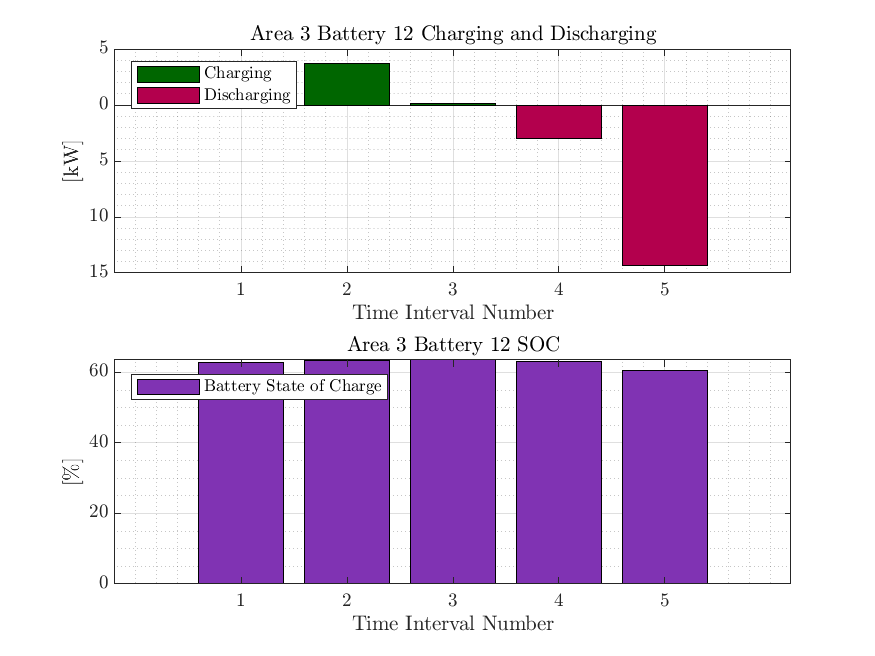 Area 3 Battery 12 Charging and Discharging
5
0
5
10
15
[kW]
Charging
Discharging
1 2 3 4 5
Time Interval Number
Area 3 Battery 12 SOC
60
40
20
0
[%]
Battery State of Charge
1 2 3 4 5
Time Interval Number